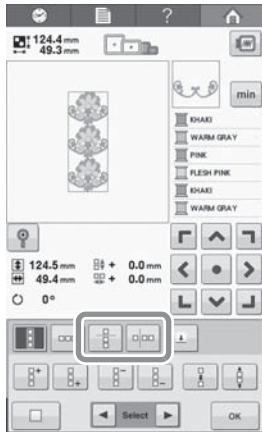 ?
124.4 mm
49.3 mm
min
KHAKI
WARM GRAY
PINK
FLESH PINK
KHAKI
WARM GRAY
124.5 mm + 0.0 mm
49.4 mm + 0.0 mm
0°
Select
OK